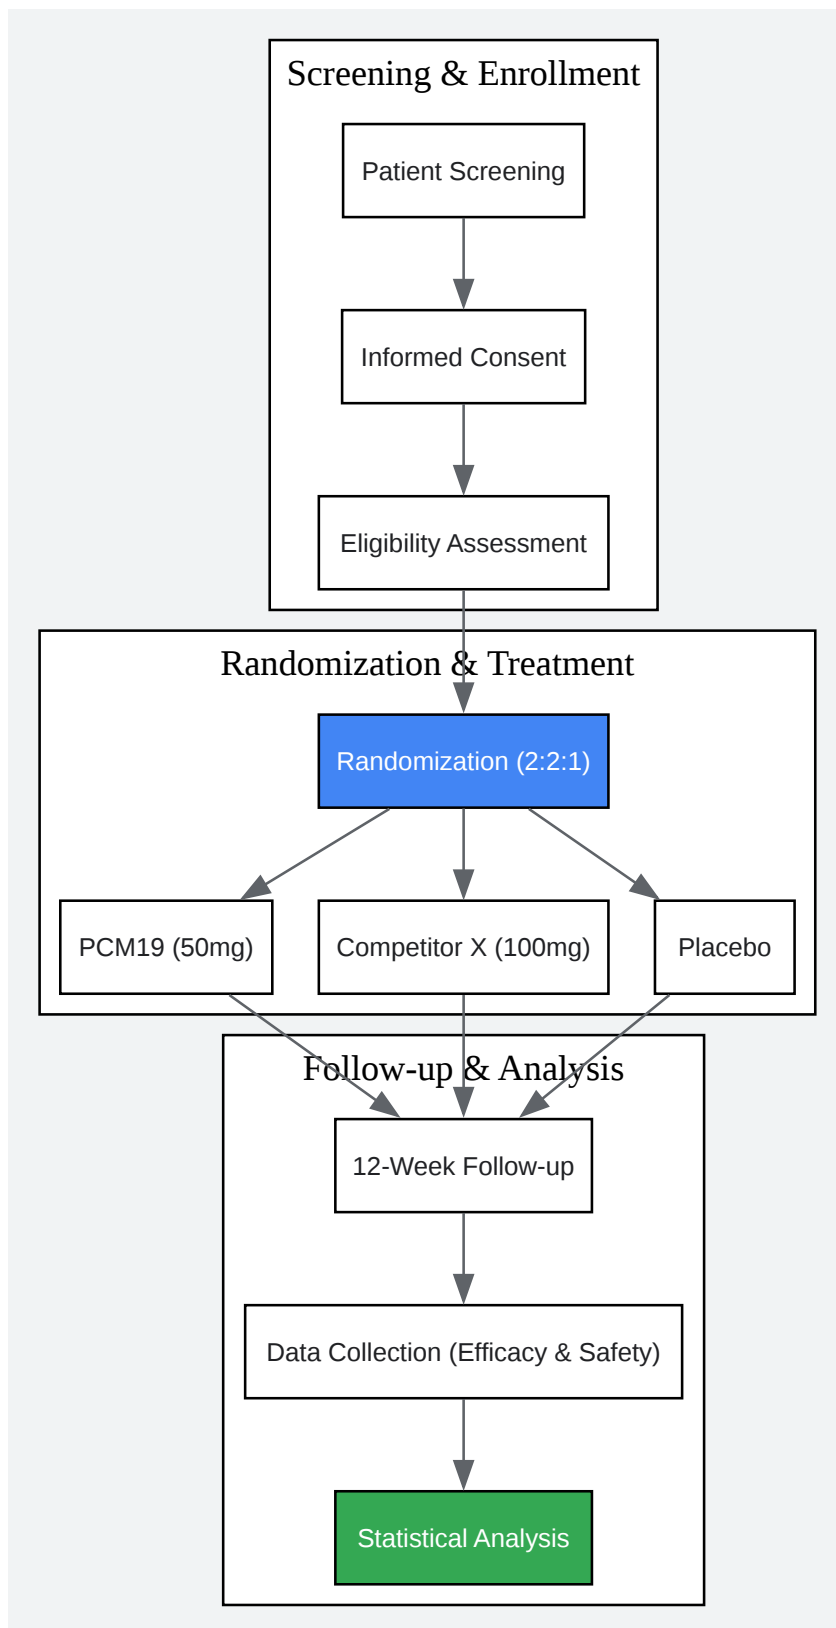 Screening & Enrollment
Patient Screening
Informed Consent
Eligibility Assessment
Randomization & Treatment
Randomization (2:2:1)
PCM19 (50mg)
Competitor X (100mg)
Placebo
Follow-up & Analysis
12-Week Follow-up
Data Collection (Efficacy & Safety)
Statistical Analysis